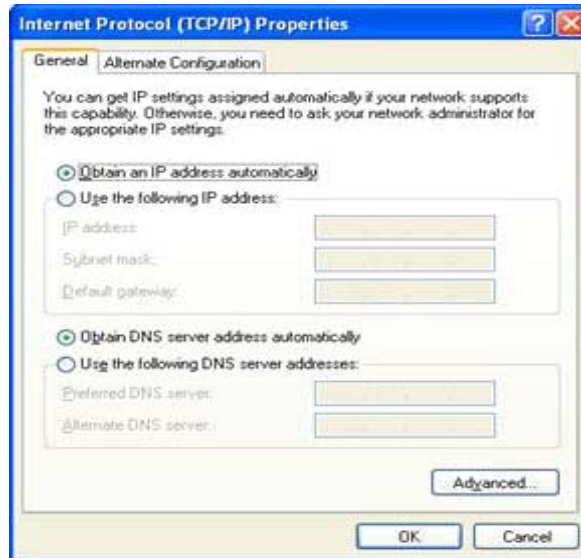 Internet Protocol (TCP/IP) Properties
General
Alternate Configuration
You can get IP settings assigned automatically if your network supports
this capability. Otherwise, you need to ask your network administrator for
the appropriate IP settings.
Obtain an IP address automatically
Use the following IP address:
IP address:
Subnet mask:
Default gateway:
Obtain DNS server address automatically
Use the following DNS server addresses:
Preferred DNS server:
Alternate DNS server:
Advanced...
OK
Cancel